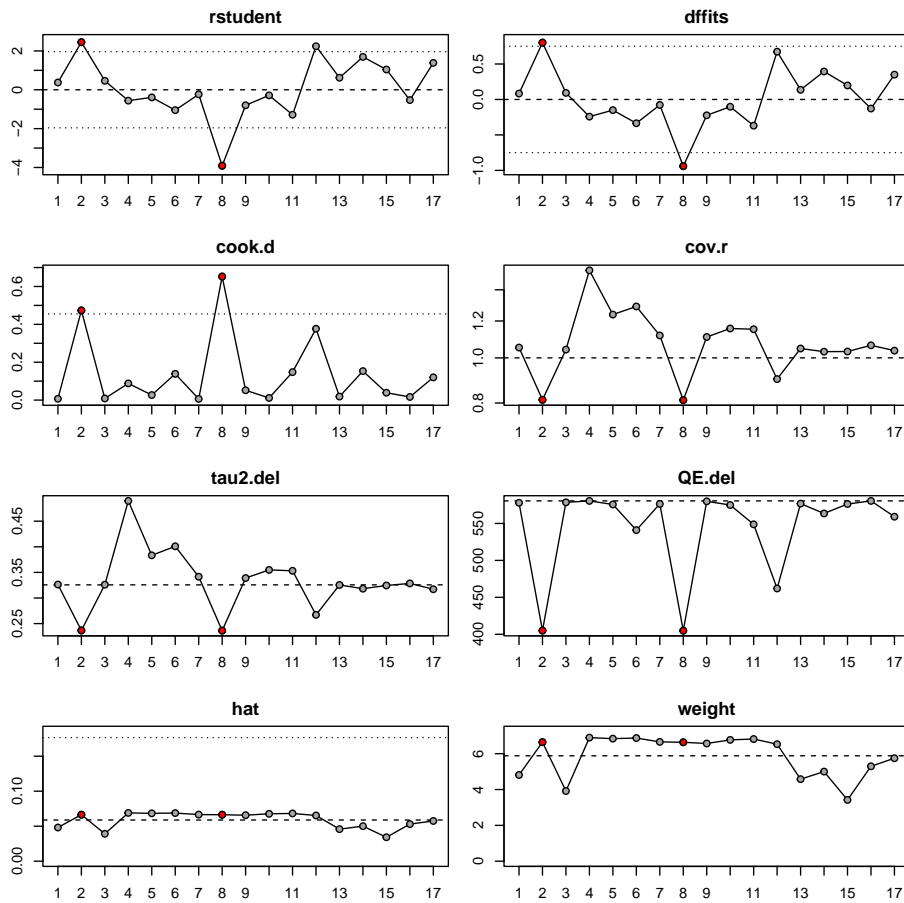 rstudent
2
0
−2
−4
1 2 3 4 5 6 7 8 9 11 13 15 17
dffits
0.5
0.0
−1.0
1 2 3 4 5 6 7 8 9 11 13 15 17
cook.d
0.6
0.4
0.2
0.0
1 2 3 4 5 6 7 8 9 11 13 15 17
cov.r
1.2
1.0
0.8
1 2 3 4 5 6 7 8 9 11 13 15 17
tau2.del
0.45
0.35
0.25
1 2 3 4 5 6 7 8 9 11 13 15 17
QE.del
550
500
450
400
1 2 3 4 5 6 7 8 9 11 13 15 17
hat
0.10
0.00
1 2 3 4 5 6 7 8 9 11 13 15 17
weight
6
4
2
0
1 2 3 4 5 6 7 8 9 11 13 15 17